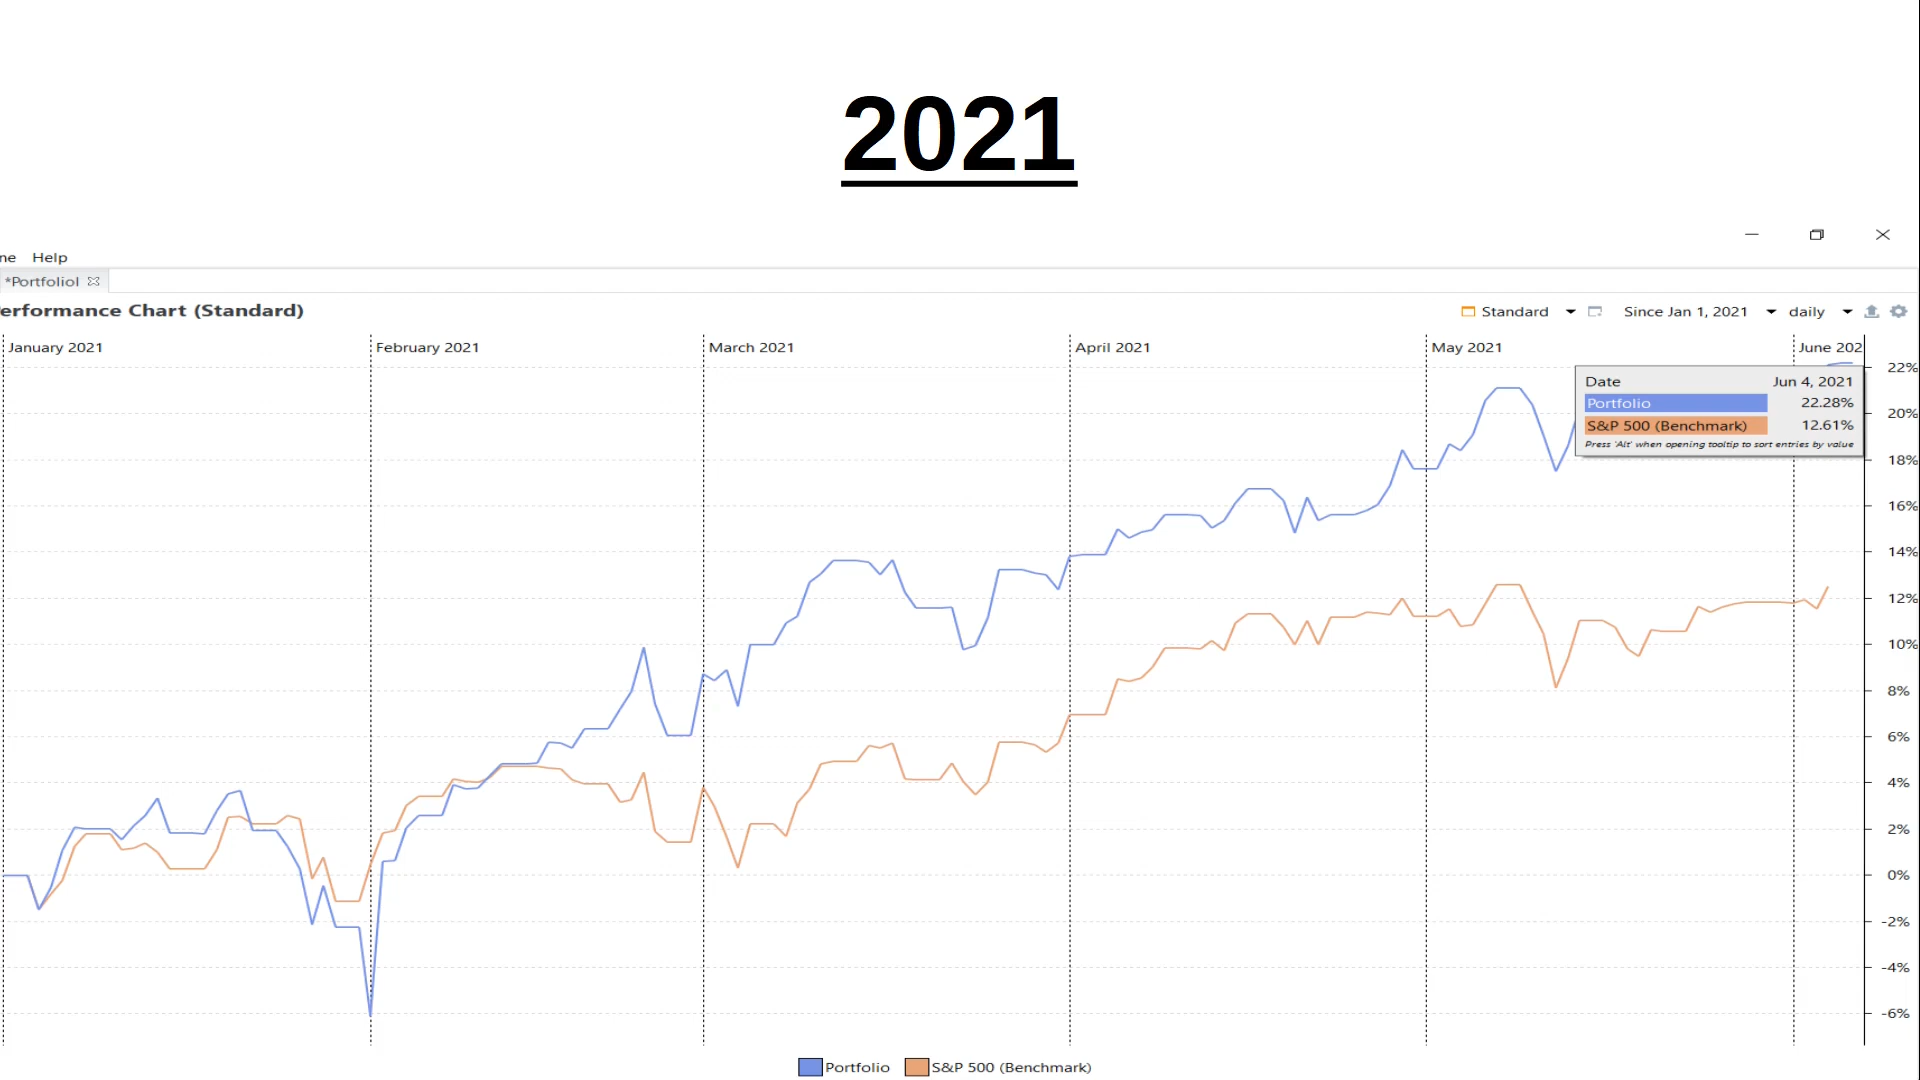 2021
ne Help
*Portfoliol
erformance Chart (Standard)
Standard Since Jan 1, 2021 daily
January 2021 February 2021 March 2021 April 2021 May 2021 June 202
22%
20%
18%
16%
14%
12%
10%
8%
6%
4%
2%
0%
-2%
-4%
-6%
Date Jun 4, 2021
Portfolio 22.28%
S&P 500 (Benchmark) 12.61%
Press 'Alt' when opening tooltip to sort entries by value
Portfolio S&P 500 (Benchmark)